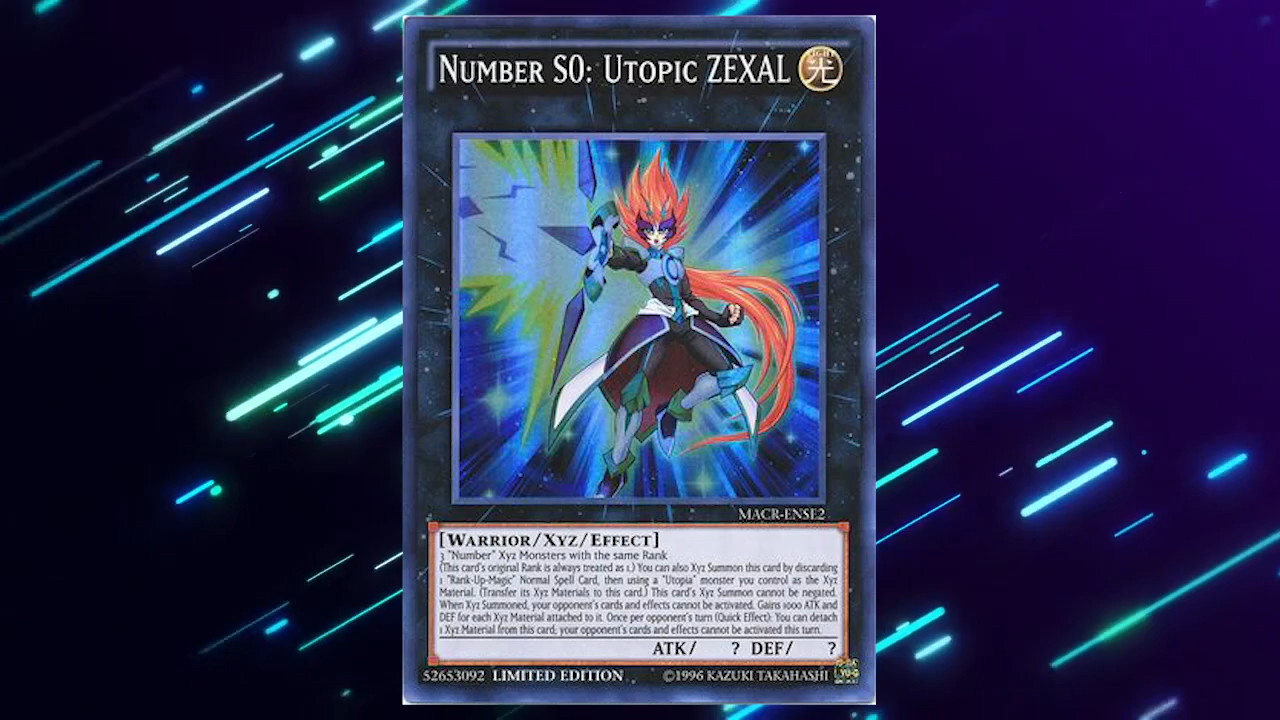 NUMBER S0: UTOPIC ZEXAL
光
MACR-ENSE2
[WARRIOR/XYZ/EFFECT]
3 "Number" Xyz Monsters with the same Rank
(This card's original Rank is always treated as 1.) You can also Xyz Summon this card by discarding
1 "Rank-Up-Magic" Normal Spell Card, then using a "Utopia" monster you control as the Xyz
Material. (Transfer its Xyz Materials to this card.) This card's Xyz Summon cannot be negated.
When Xyz Summoned, your opponent's cards and effects cannot be activated. Gains 1000 ATK and
DEF for each Xyz Material attached to it. Once per opponent's turn (Quick Effect): You can detach
1 Xyz Material from this card; your opponent's cards and effects cannot be activated this turn.
ATK/ ? DEF/ ?
52653092 LIMITED EDITION ©1996 KAZUKI TAKAHASHI